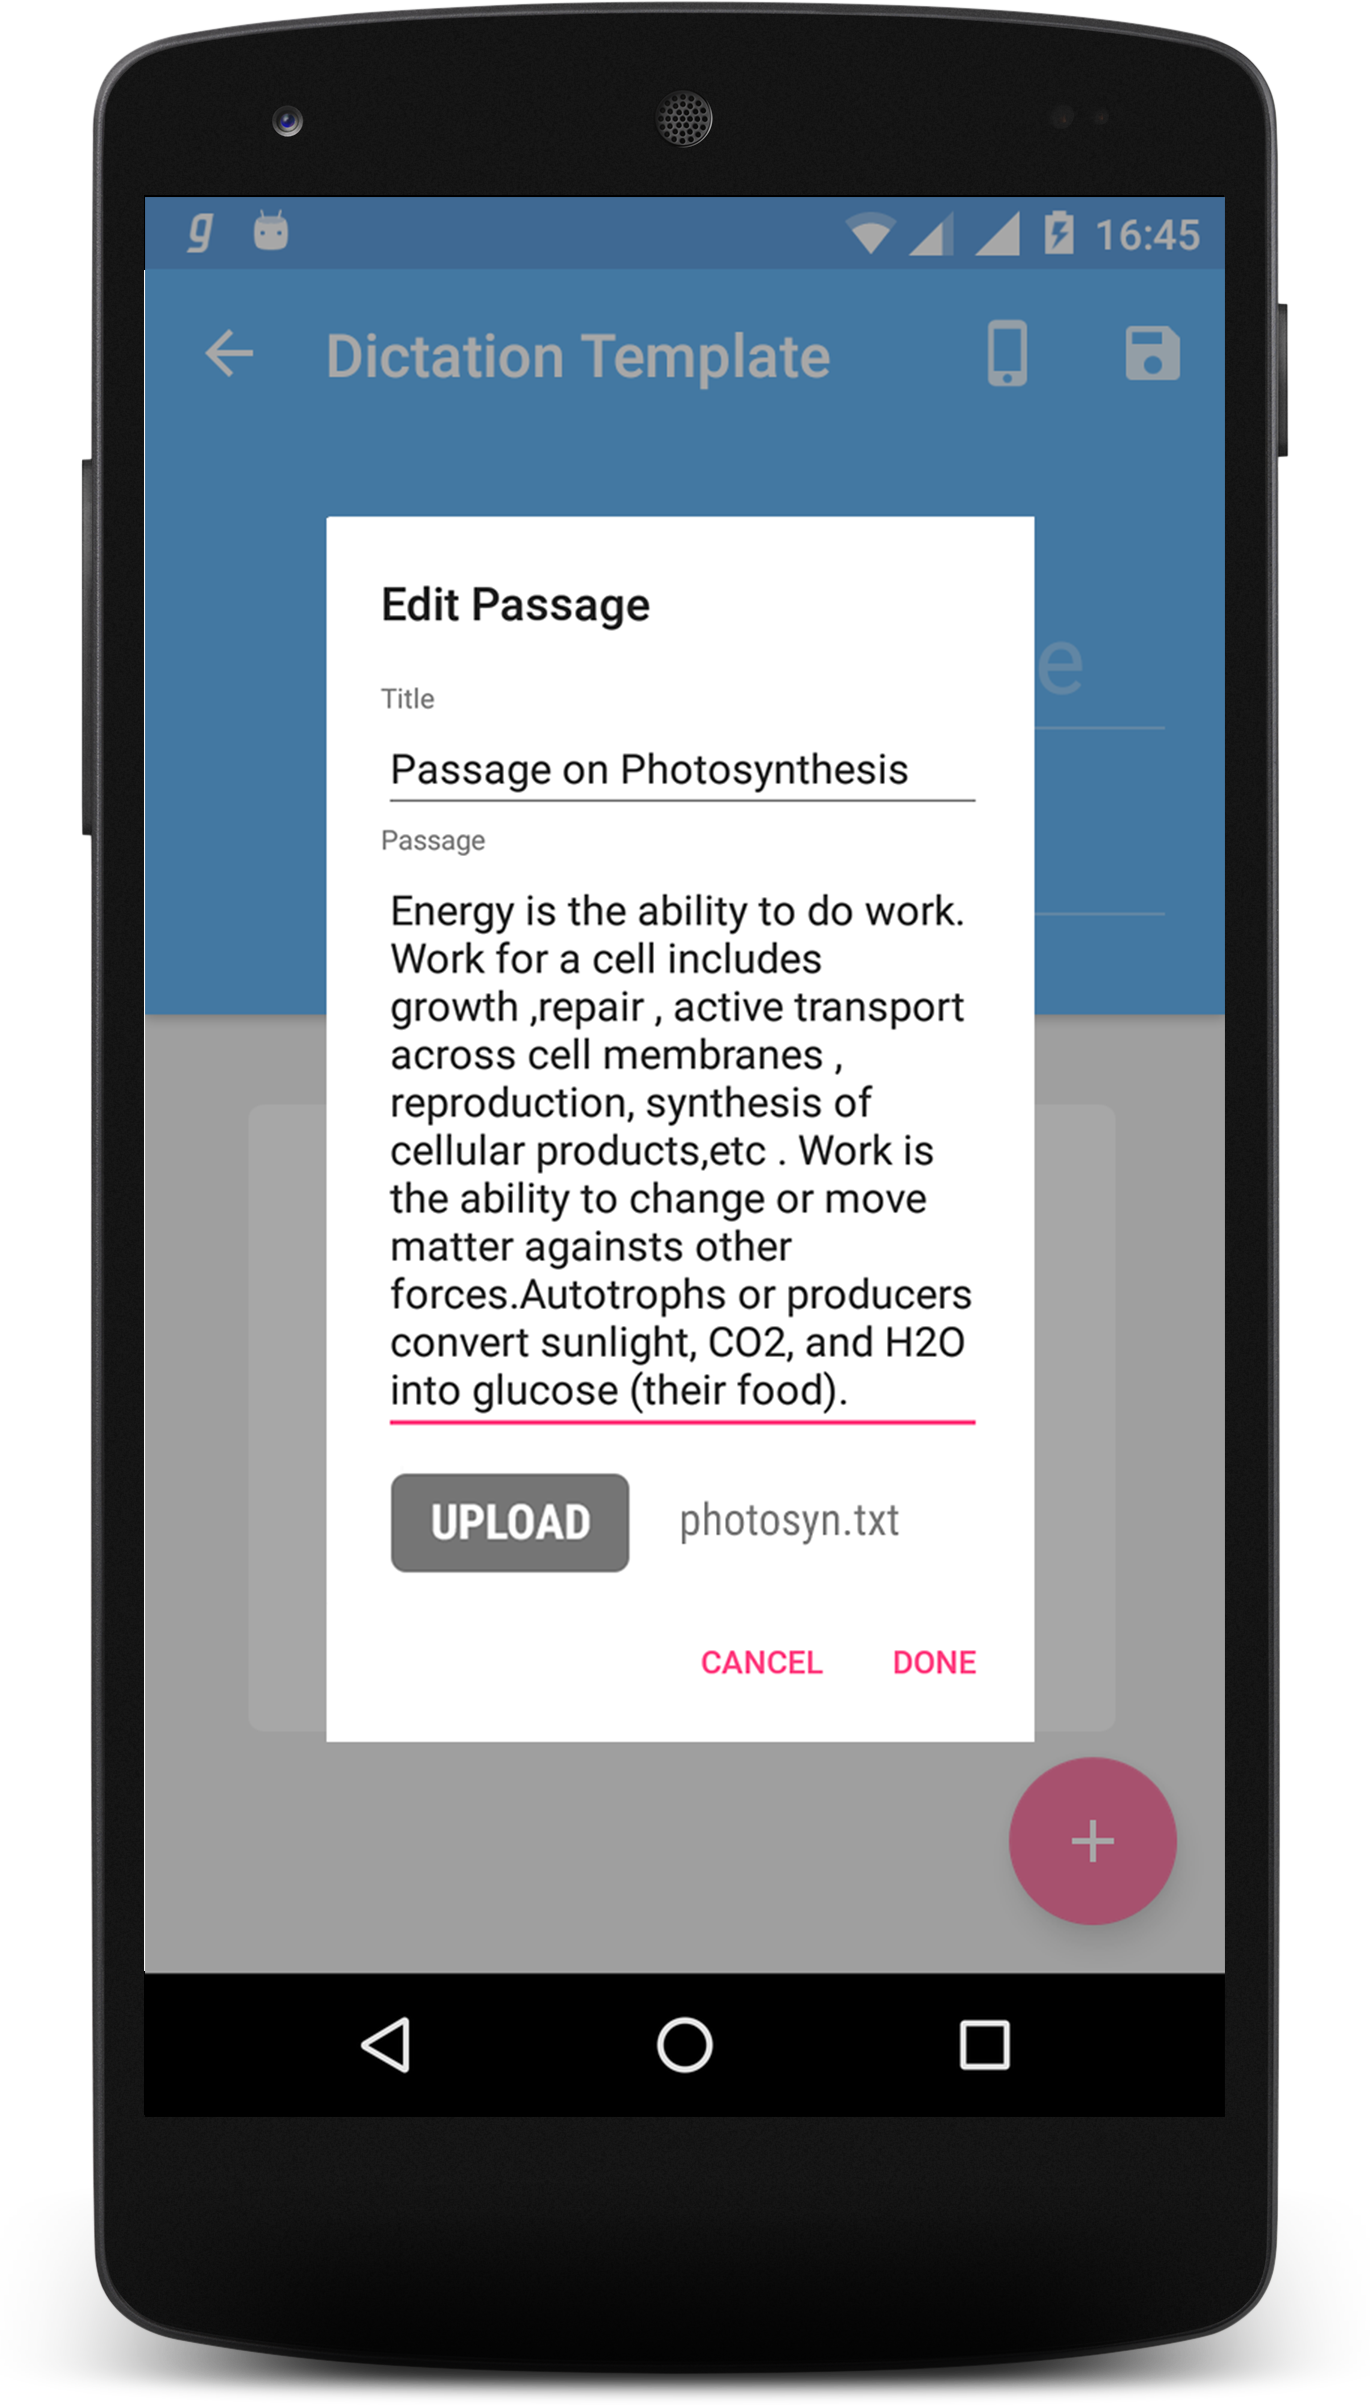 16:45
Dictation Template
e
Edit Passage
Title
Passage on Photosynthesis
Passage
Energy is the ability to do work.
Work for a cell includes
growth ,repair , active transport
across cell membranes ,
reproduction, synthesis of
cellular products,etc . Work is
the ability to change or move
matter againsts other
forces.Autotrophs or producers
convert sunlight, CO2, and H2O
into glucose (their food).
UPLOAD photosyn.txt
CANCEL DONE